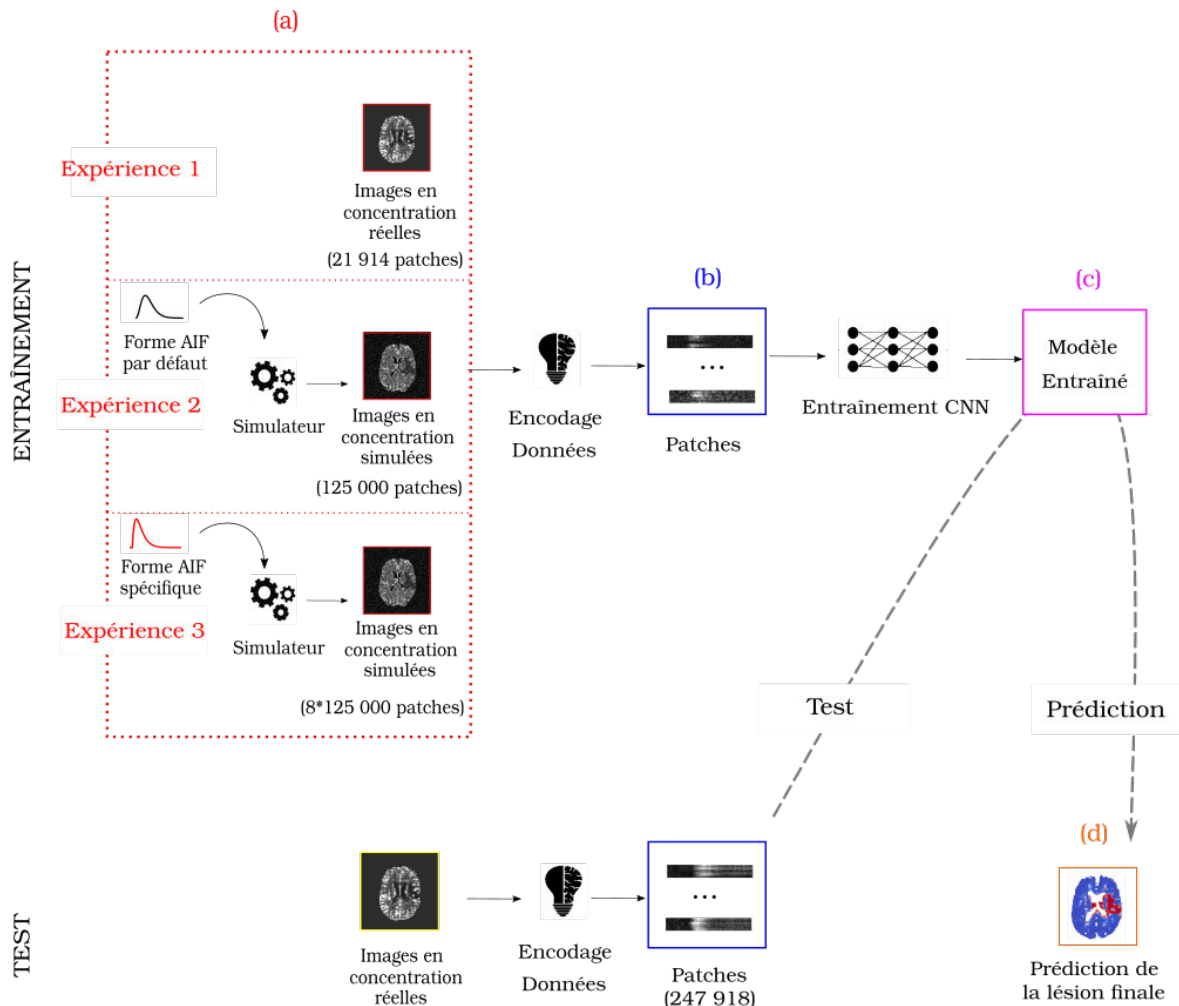 (a)
Expérience 1
Images en
concentration
réelles
(21 914 patches)
ENTRAÎNEMENT
Forme AIF
par défaut
Expérience 2
Simulateur
Images en
concentration
simulées
(125 000 patches)
Forme AIF
spécifique
Expérience 3
Simulateur
Images en
concentration
simulées
(8*125 000 patches)
Encodage
Données
(b)
Patches
Entraînement CNN
(c)
Modèle
Entraîné
Test
Prédiction
TEST
Images en
concentration
réelles
Encodage
Données
Patches
(247 918)
(d)
Prédiction de
la lésion finale